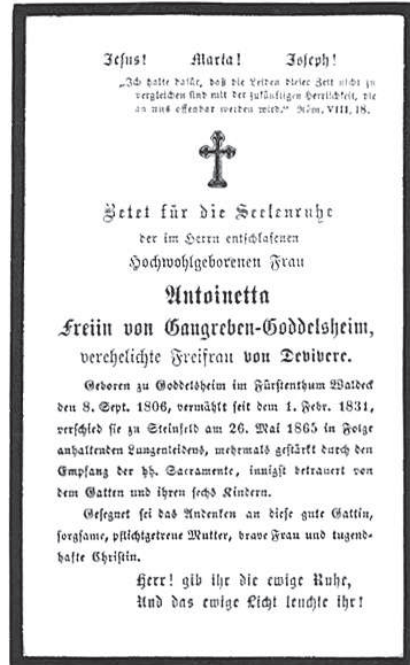 Jesus! Maria! Joseph!
„Ich halte dafür, daß die Leiden dieser Zeit nicht zu
vergleichen sind mit der zukünftigen Herrlichkeit, die
an uns offenbar werden wird.“ Röm. VIII, 18.
Betet für die Seelenruhe
der im Herrn entschlafenen
Hochwohlgeborenen Frau
Antoinetta
Freiin von Gaugreben-Goddelsheim,
verehelichte Freifrau von Devivere.
Geboren zu Goddelsheim im Fürstenthum Waldeck
den 8. Sept. 1806, vermählt seit dem 1. Febr. 1831,
verschied sie zu Steinfeld am 26. Mai 1865 in Folge
anhaltenden Lungenleidens, mehrmals gestärkt durch den
Empfang der hh. Sacramente, innigst betrauert von
dem Gatten und ihren sechs Kindern.
Gesegnet sei das Andenken an diese gute Gattin,
sorgsame, pflichtgetreue Mutter, brave Frau und tugend-
hafte Christin.
Herr! gib ihr die ewige Ruhe,
Und das ewige Licht leuchte ihr!